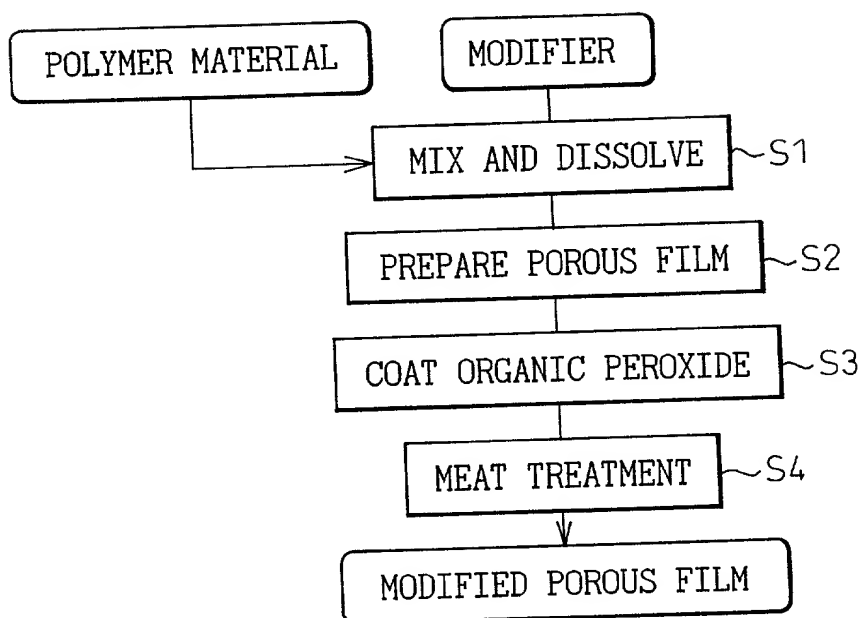 POLYMER MATERIAL
MODIFIER
MIX AND DISSOLVE S1
PREPARE POROUS FILM S2
COAT ORGANIC PEROXIDE S3
MEAT TREATMENT S4
MODIFIED POROUS FILM